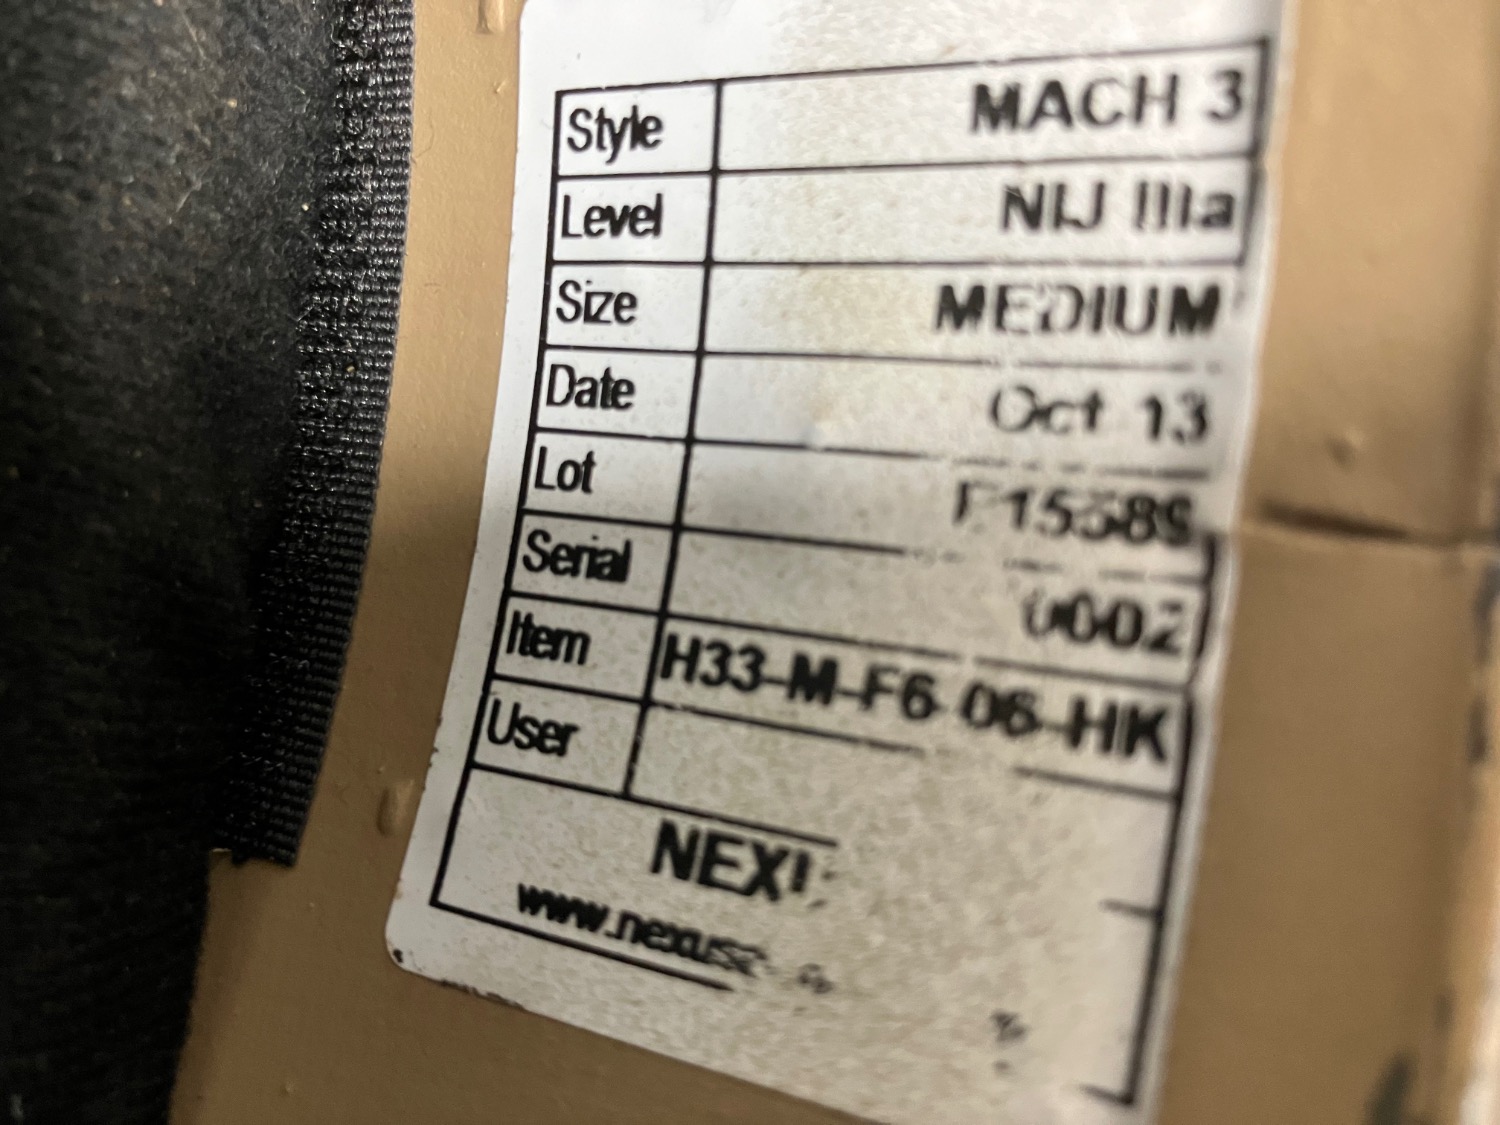 Style MACH 3
Level NIJ IIIa
Size MEDIUM
Date Oct 13
Lot
Serial 0002
Item H33-M-F6 06-HK
User